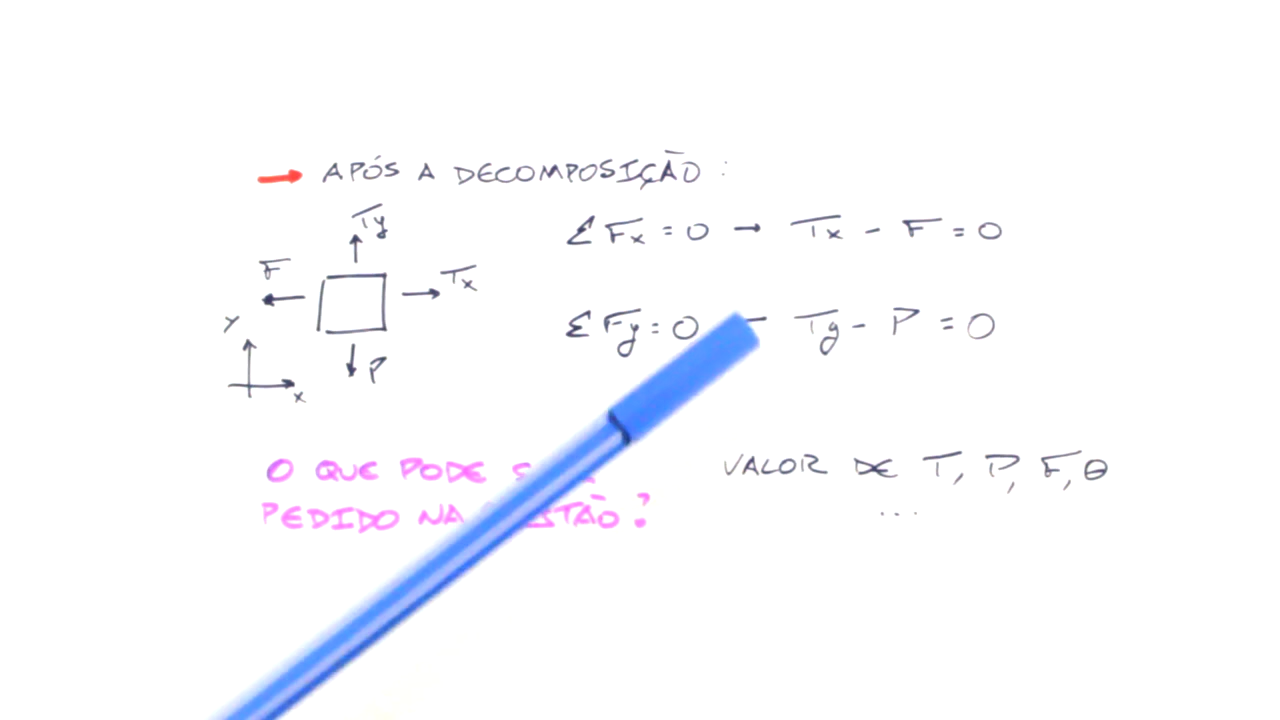 → APÓS A DECOMPOSIÇÃO :
Ty
F
Tx
P
y
x
ΣFx = 0 → Tx - F = 0
ΣFy = 0 Ty - P = 0
O QUE PODE
PEDIDO NA
VALOR DE T, P, F, θ
...